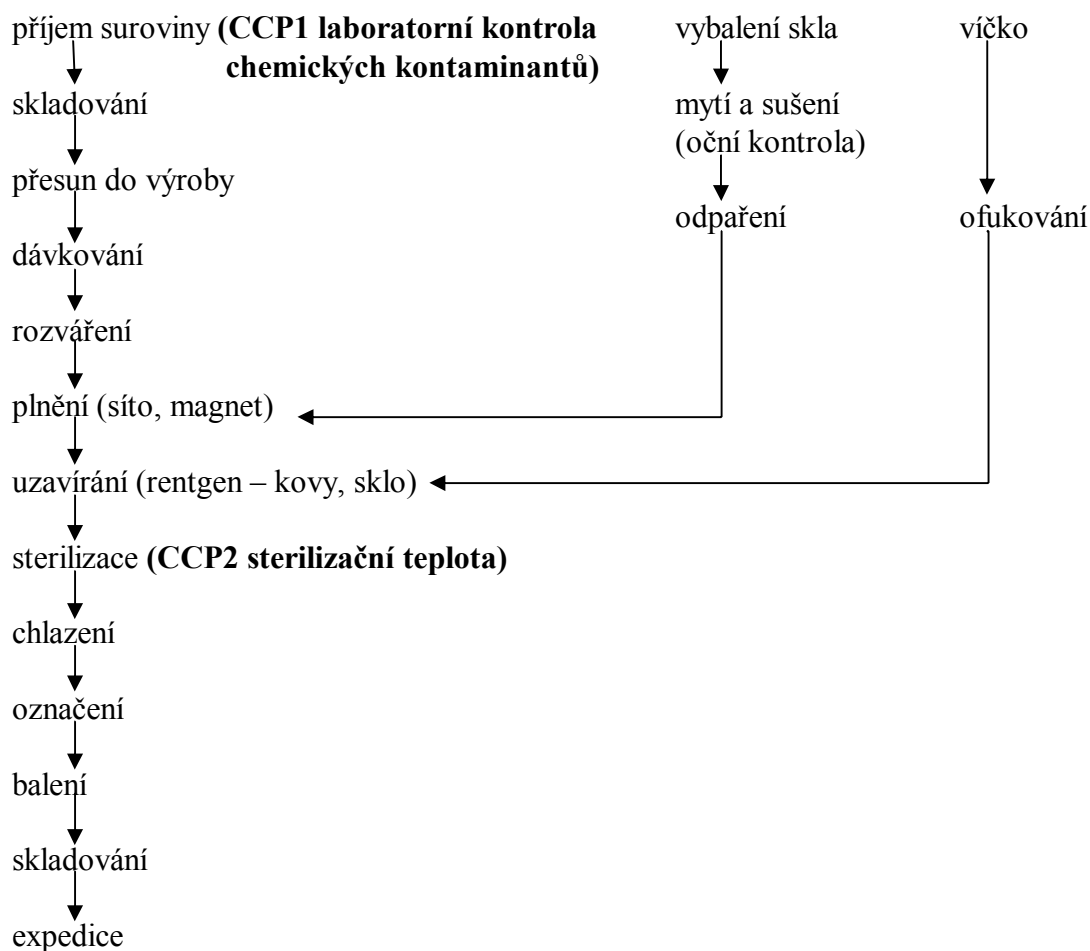 příjem suroviny (CCP1 laboratorní kontrola
chemických kontaminantů)
vybalení skla
víčko
skladování
mytí a sušení
(oční kontrola)
přesun do výroby
odpaření
ofukování
dávkování
rozváření
plnění (síto, magnet)
uzavírání (rentgen – kovy, sklo)
sterilizace (CCP2 sterilizační teplota)
chlazení
označení
balení
skladování
expedice